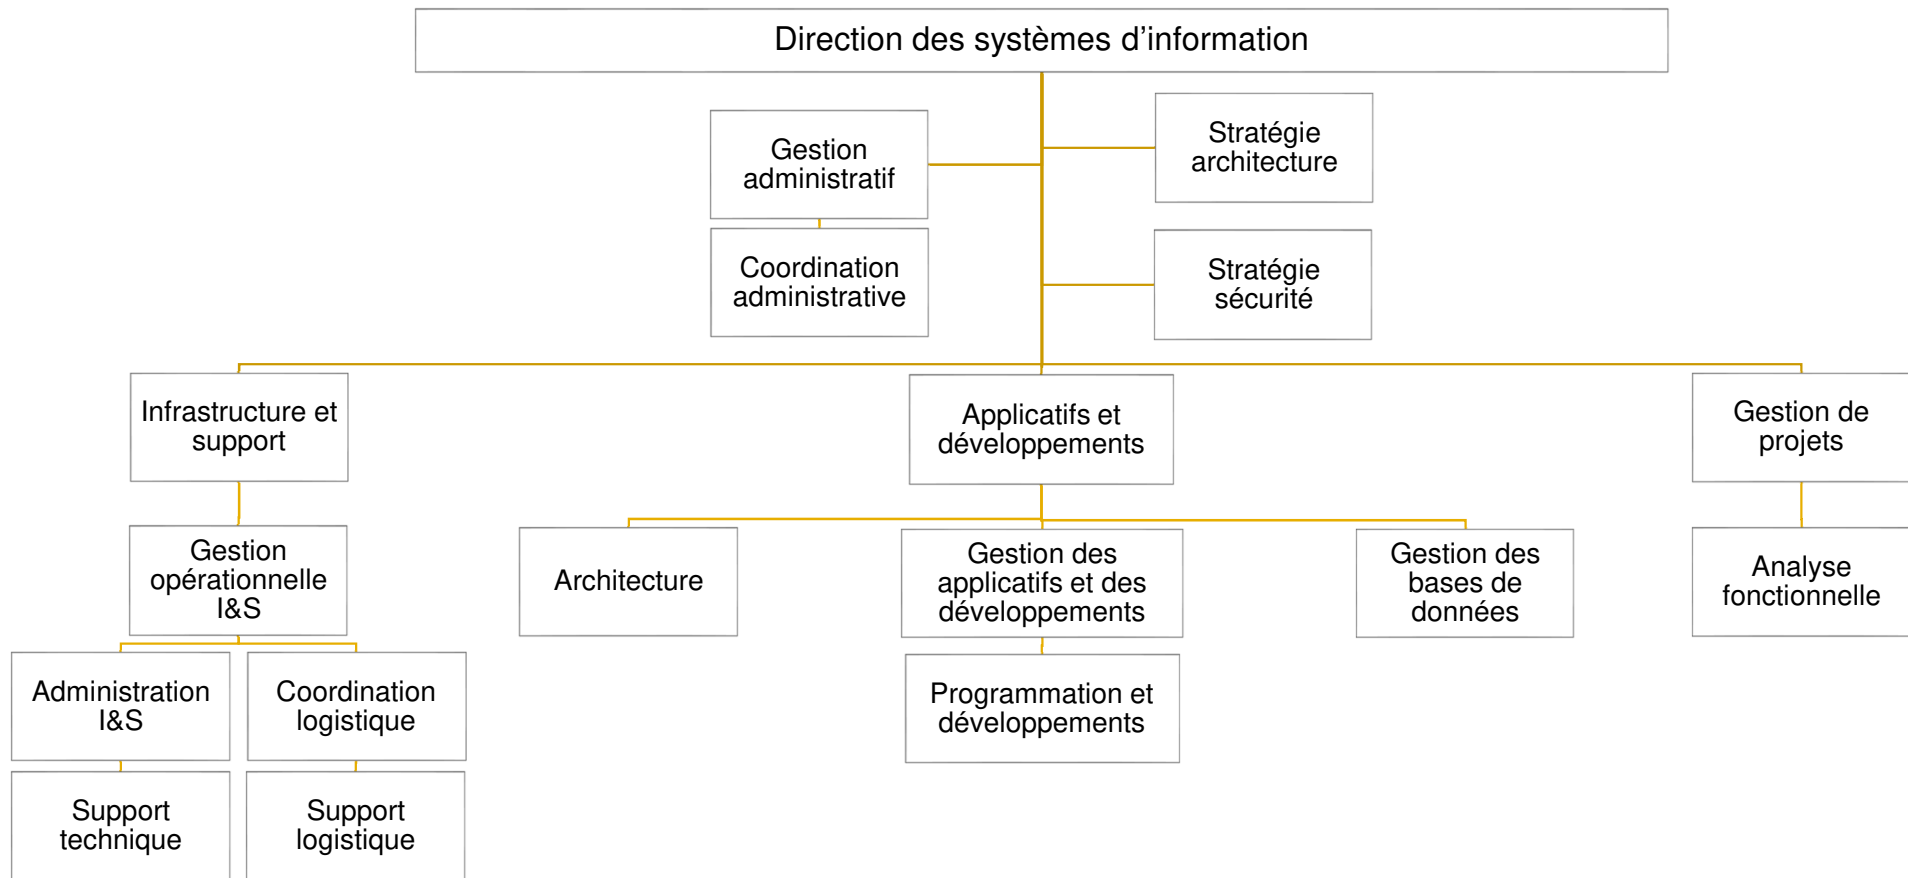 Direction des systèmes d'information
Gestion
administratif
Stratégie
architecture
Coordination
administrative
Stratégie
sécurité
Infrastructure et
support
Applicatifs et
développements
Gestion de
projets
Gestion
opérationnelle
I&S
Architecture
Gestion des
applicatifs et des
développements
Gestion des
bases de
données
Analyse
fonctionnelle
Administration
I&S
Coordination
logistique
Programmation et
développements
Support
technique
Support
logistique